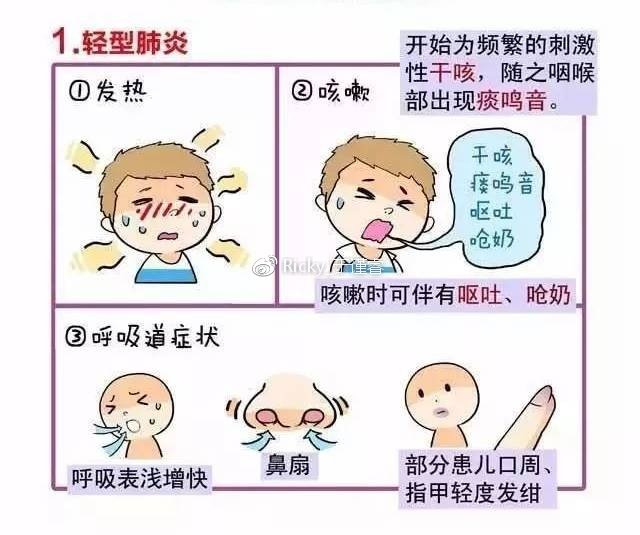 1.轻型肺炎
开始为频繁的刺激
性干咳，随之咽喉
部出现痰鸣音。
①发热
②咳嗽
干咳
痰鸣音
呕吐
呛奶
咳嗽时可伴有呕吐、呛奶
③呼吸道症状
呼吸表浅增快
鼻扇
部分患儿口周、
指甲轻度发绀